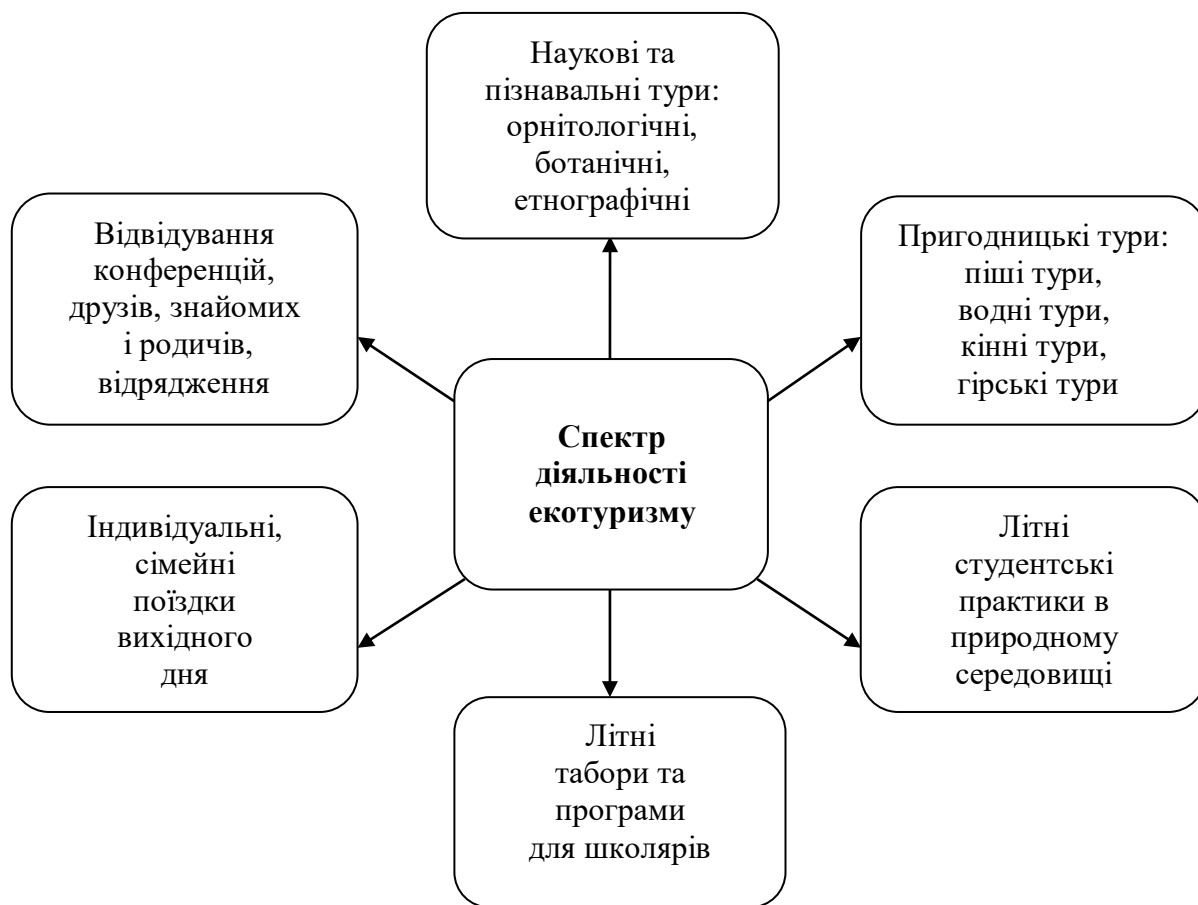 Наукові та
пізнавальні тури:
орнітологічні,
ботанічні,
етнографічні
Відвідування
конференцій,
друзів, знайомих
і родичів,
відрядження
Пригодницькі тури:
піші тури,
водні тури,
кінні тури,
гірські тури
Спектр
діяльності
екотуризму
Індивідуальні,
сімейні
поїздки
вихідного
дня
Літні
студентські
практики в
природному
середовищі
Літні
табори та
програми
для школярів